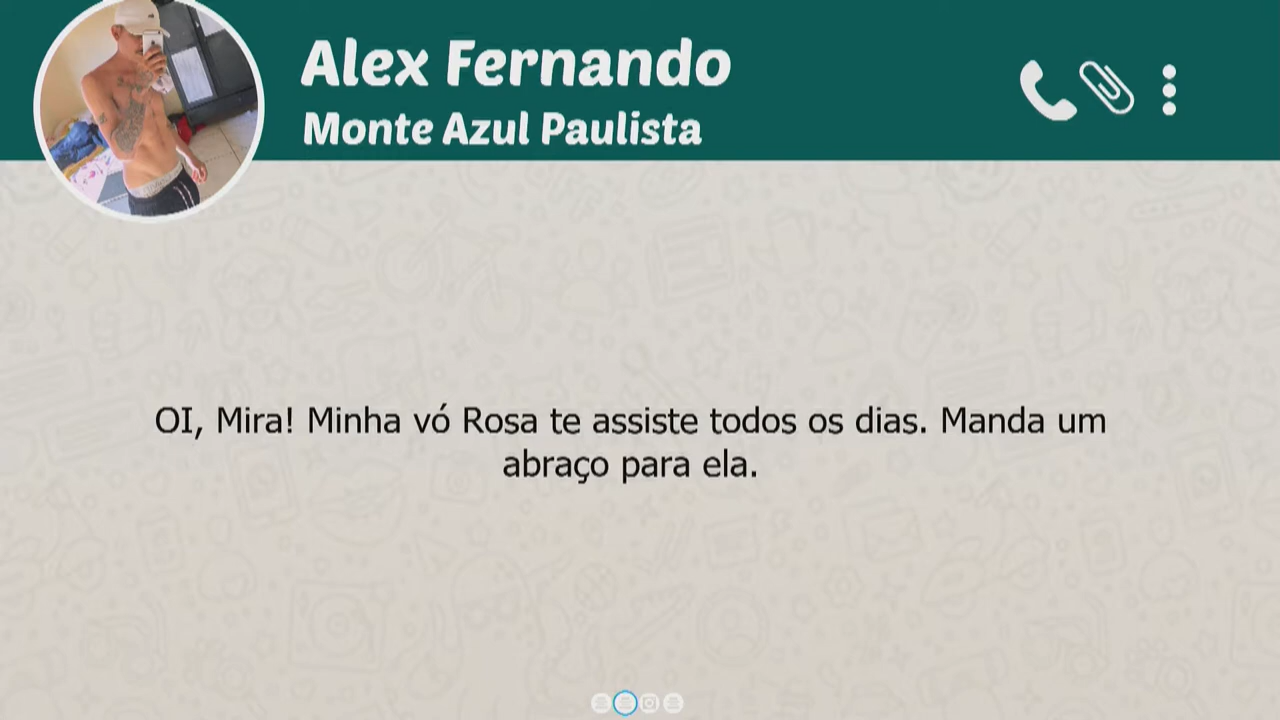 Alex Fernando
Monte Azul Paulista
OI, Mira! Minha vó Rosa te assiste todos os dias. Manda um
abraço para ela.